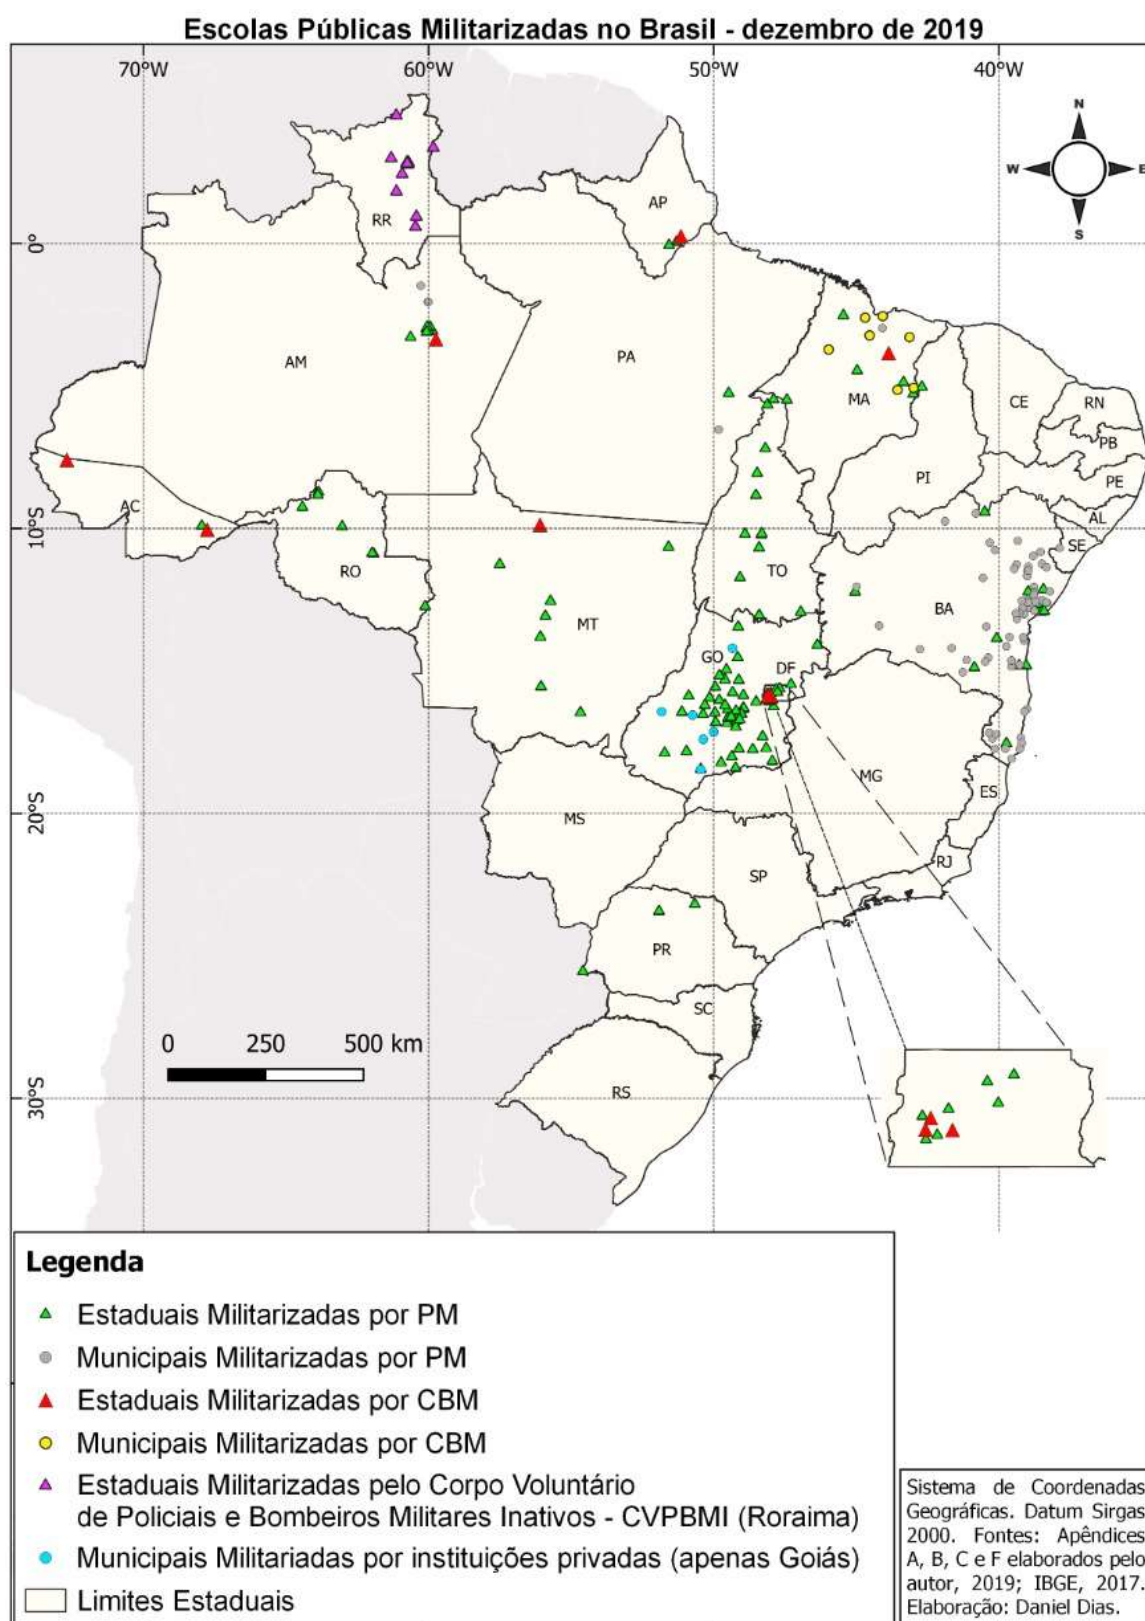 Escolas Públicas Militarizadas no Brasil - dezembro de 2019
70°W
60°W
50°W
40°W
N
W
E
S
RR
AP
0°
AM
PA
MA
CE
RN
PB
PI
PE
AC
AL
10°S
SE
RO
TO
BA
MT
GO
DF
MG
ES
20°S
MS
RJ
SP
PR
SC
0
250
500 km
RS
30°S
Legenda
Estaduais Militarizadas por PM
Municipais Militarizadas por PM
Estaduais Militarizadas por CBM
Municipais Militarizadas por CBM
Estaduais Militarizadas pelo Corpo Voluntário
de Policiais e Bombeiros Militares Inativos - CVPBMI (Roraima)
Municipais Militariadas por instituições privadas (apenas Goiás)
Limites Estaduais
Sistema de Coordenadas
Geográficas. Datum Sirgas
2000. Fontes: Apêndices
A, B, C e F elaborados pelo
autor, 2019; IBGE, 2017.
Elaboração: Daniel Dias.